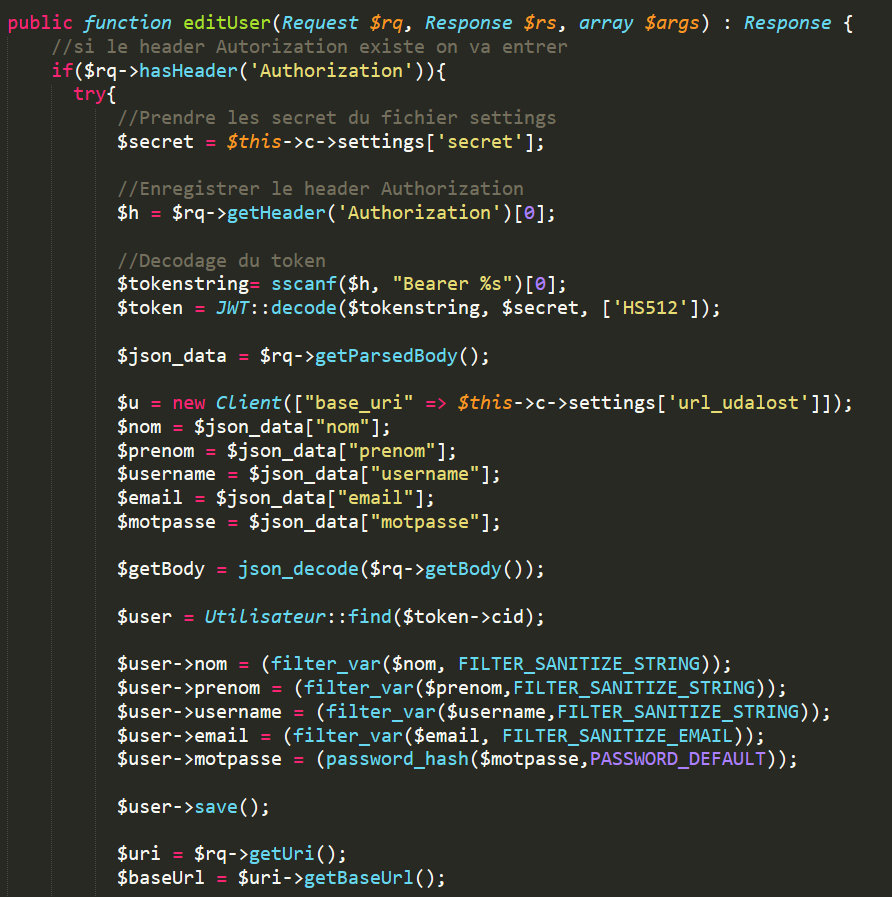 public function editUser(Request $rq, Response $rs, array $args) : Response {
//si le header Autorization existe on va entrer
if($rq->hasHeader('Authorization')){
try{
//Prendre les secret du fichier settings
$secret = $this->c->settings['secret'];
//Enregistrer le header Authorization
$h = $rq->getHeader('Authorization')[0];
//Decodage du token
$tokenstring= sscanf($h, "Bearer %s")[0];
$token = JWT::decode($tokenstring, $secret, ['HS512']);
$json_data = $rq->getParsedBody();
$u = new Client(["base_uri" => $this->c->settings['url_udalost']]);
$nom = $json_data["nom"];
$prenom = $json_data["prenom"];
$username = $json_data["username"];
$email = $json_data["email"];
$motpasse = $json_data["motpasse"];
$getBody = json_decode($rq->getBody());
$user = Utilisateur::find($token->cid);
$user->nom = (filter_var($nom, FILTER_SANITIZE_STRING));
$user->prenom = (filter_var($prenom,FILTER_SANITIZE_STRING));
$user->username = (filter_var($username,FILTER_SANITIZE_STRING));
$user->email = (filter_var($email, FILTER_SANITIZE_EMAIL));
$user->motpasse = (password_hash($motpasse,PASSWORD_DEFAULT));
$user->save();
$uri = $rq->getUri();
$baseUrl = $uri->getBaseUrl();